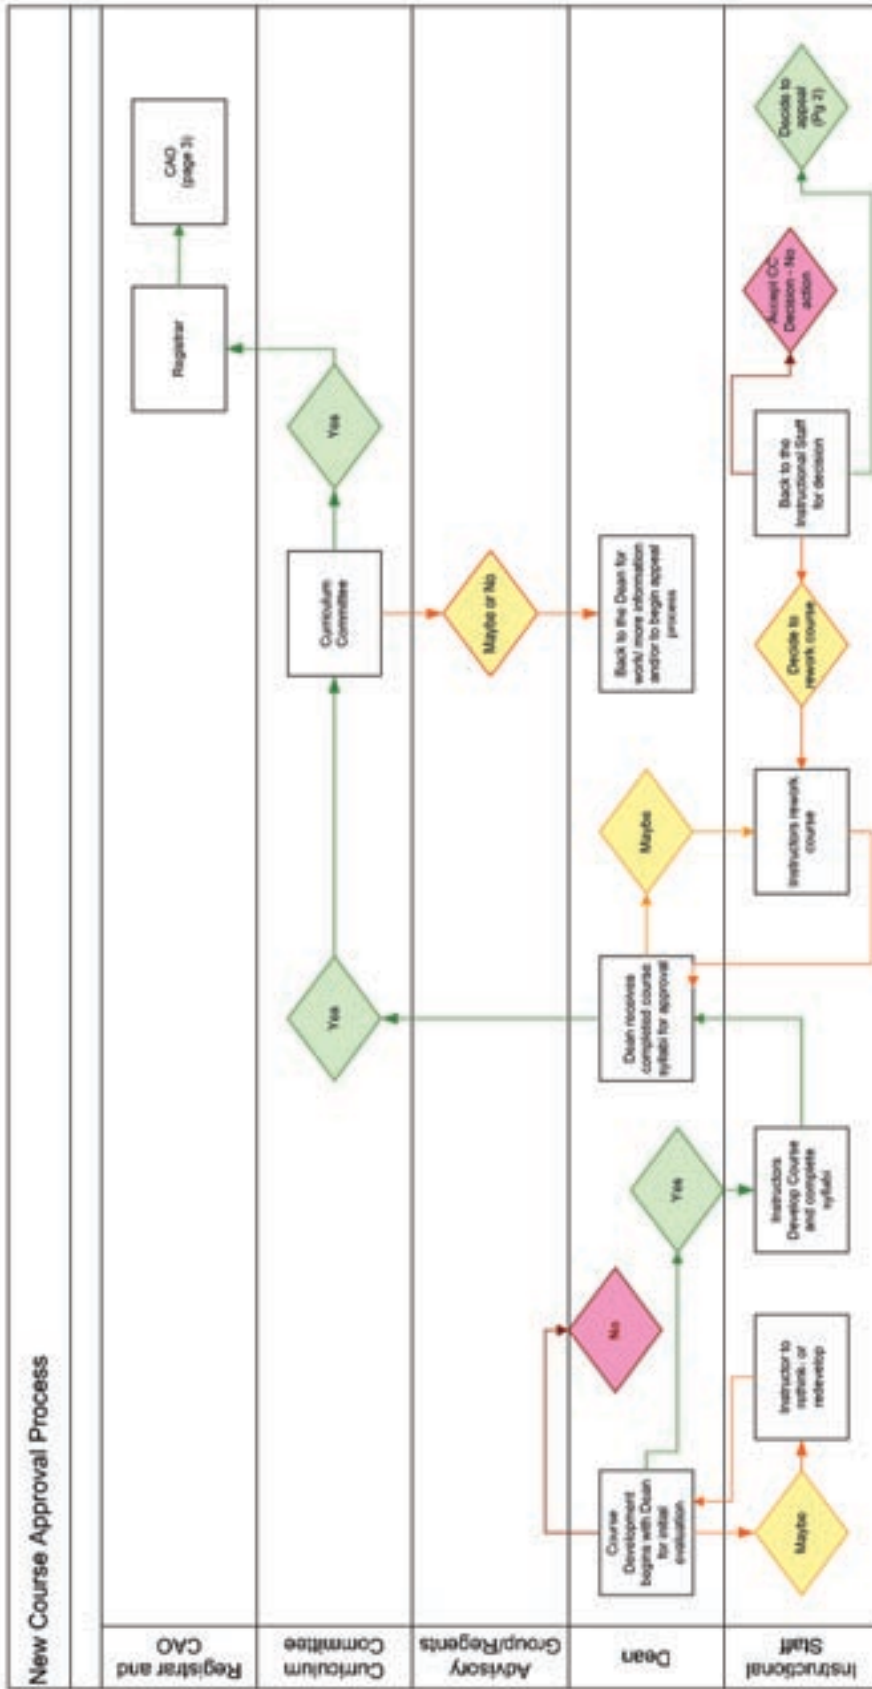 New Course Approval Process
Registrar and
CAO
Registrar
CAO
(page 3)
Curriculum
Committee
Yes
Curriculum
Committee
Yes
Advisory
Group/Regents
Maybe or No
Dean
Course
Development
begins with Dean
for initial
evaluation
No
Yes
Dean receives
completed course
syllabi for approval
Maybe
Back to the Dean for
work/ more information
and/or to begin appeal
process
Instructional
Staff
Maybe
Instructor to
rethink- or
redevelop
Instructors
Develop Course
and complete
syllabi
Instructors rework
course
Decide to
rework course
Back to the
Instructional Staff
for decision
Accept CC
Decision - No
action
Decide to
appeal
(Pg 2)